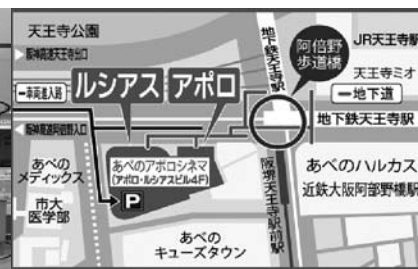 天王寺公園
阪神高速天王寺出口
地下鉄天王寺駅
阿倍野
歩道橋
JR天王寺駅
天王寺ミオ
ー車両進入路
ルシアス
アポロ
ー地下道
地下鉄天王寺駅
阪神高速阿倍野入口
あべの
メディックス
市大
医学部
あべのアポロシネマ
(アポロ・ルシアスビル4F)
P
阪堺天王寺駅前駅
あべのハルカス
近鉄大阪阿部野橋駅
あべの
キューズタウン